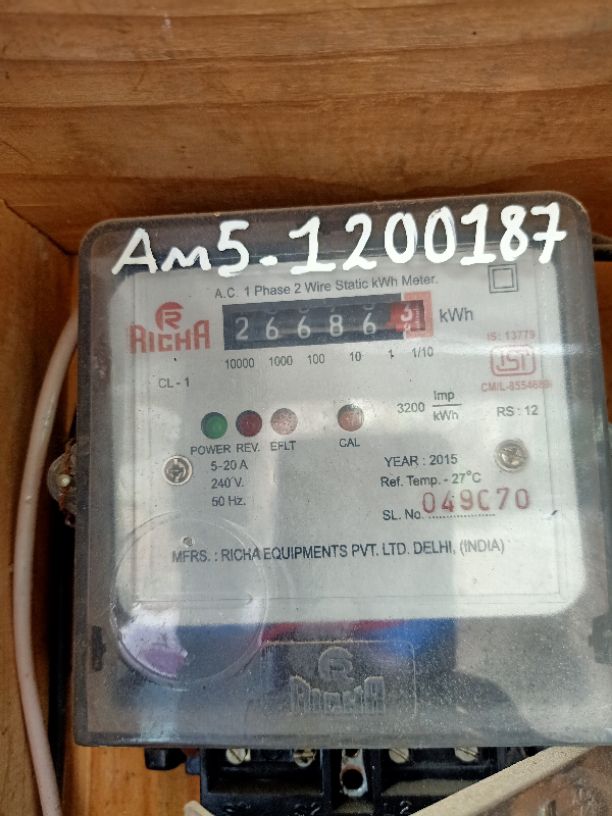 Am5-1200187
A.C. 1 Phase 2 Wire Static kWh Meter.
RICHA
26686 3 kWh
10000 1000 100 10 1 1/10
IS: 13779
ISI
CM/L-8554689
CL - 1
3200 Imp/kWh
RS : 12
POWER REV. EFLT CAL
5-20 A
240 V.
50 Hz.
YEAR : 2015
Ref. Temp. - 27°C
SL. No. 049C70
MFRS. : RICHA EQUIPMENTS PVT. LTD. DELHI, (INDIA)
RICHA